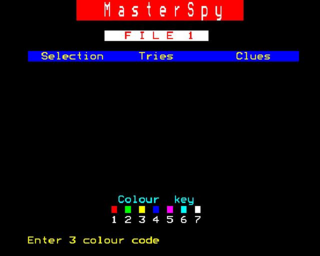 MasterSpy
FILE 1
Selection Tries Clues
Colour key
1 2 3 4 5 6 7
Enter 3 colour code